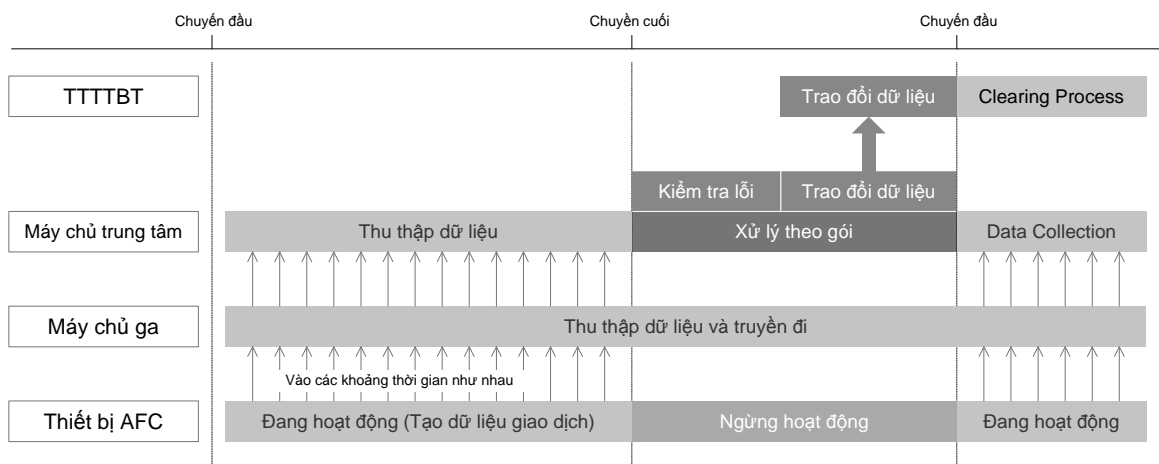 Chuyến đầu
Chuyền cuối
Chuyến đầu
TTTTBT
Trao đổi dữ liệu
Clearing Process
Kiểm tra lỗi
Trao đổi dữ liệu
Máy chủ trung tâm
Thu thập dữ liệu
Xử lý theo gói
Data Collection
Máy chủ ga
Thu thập dữ liệu và truyền đi
Vào các khoảng thời gian như nhau
Thiết bị AFC
Đang hoạt động (Tạo dữ liệu giao dịch)
Ngừng hoạt động
Đang hoạt động